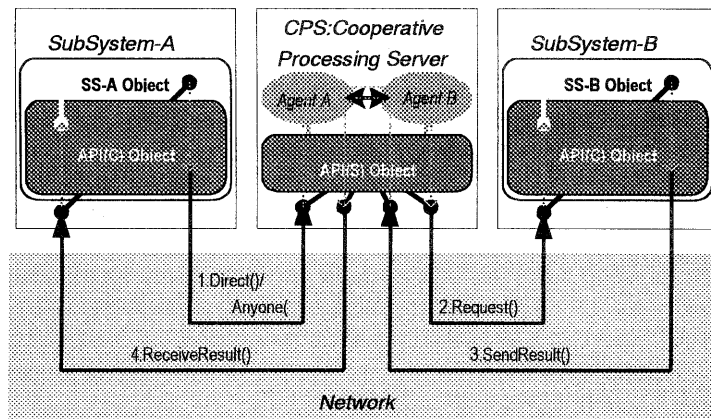 SubSystem-A
CPS:Cooperative
Processing Server
SubSystem-B
SS-A Object
Agent A
Agent B
SS-B Object
API(C) Object
API(S) Object
API(C) Object
1.Direct()/
Anyone(
2.Request()
4.ReceiveResult()
3.SendResult()
Network